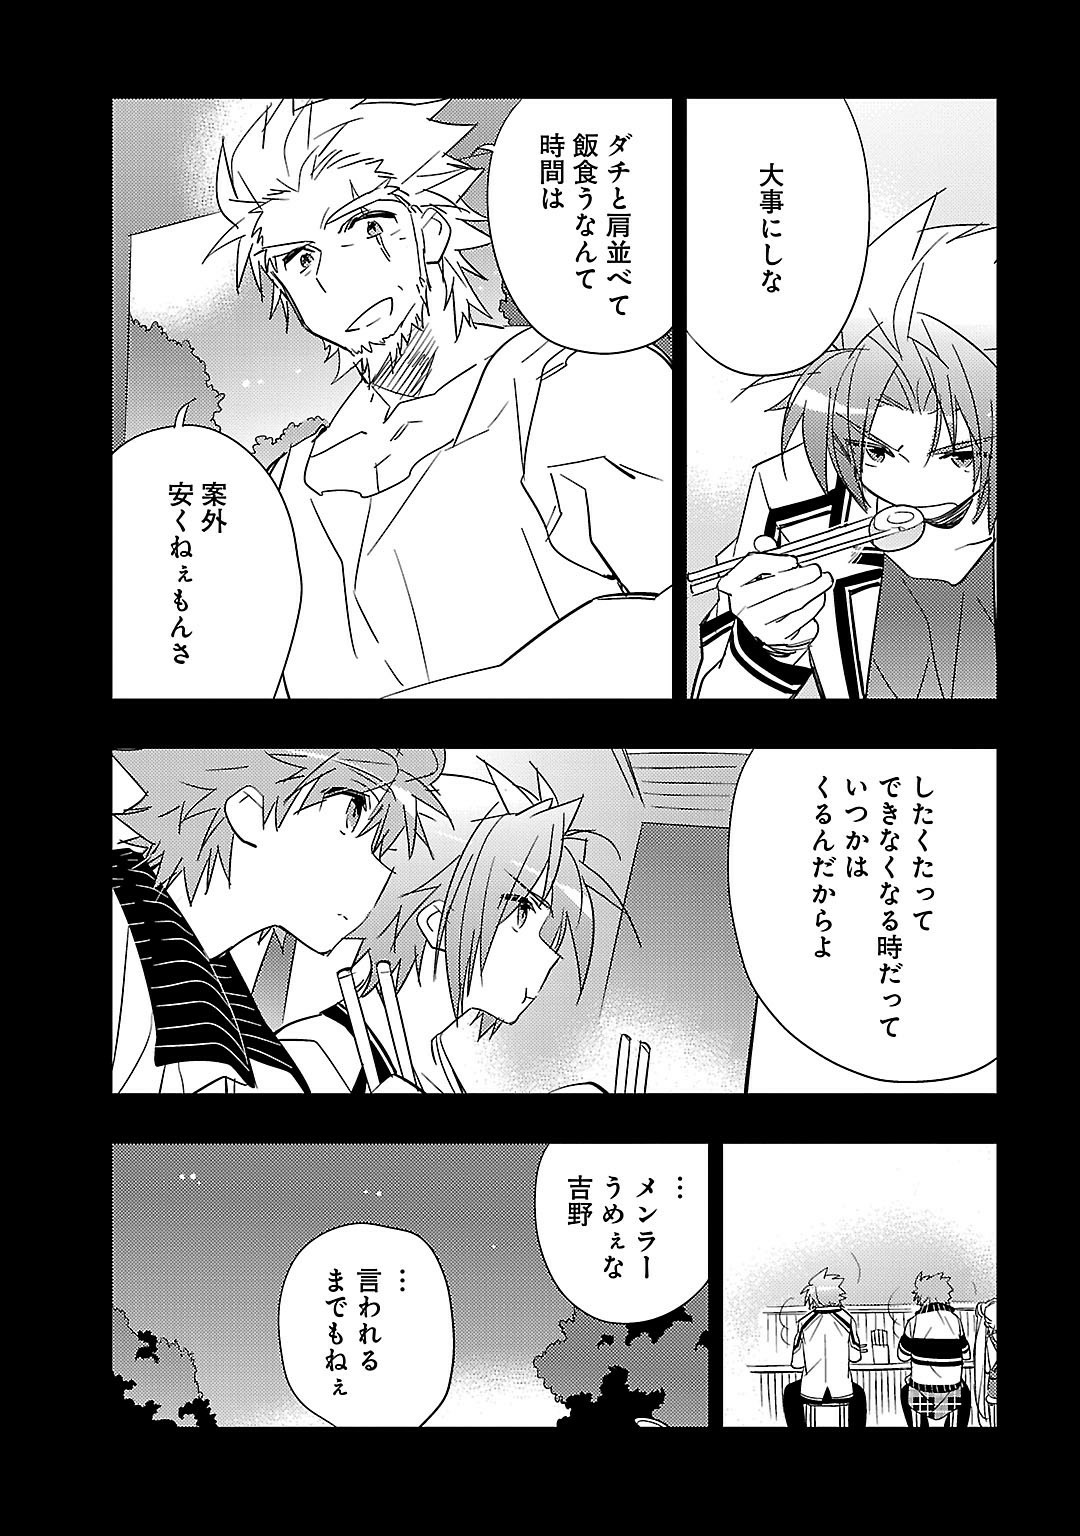 大事にしな
ダチと肩並べて
飯食うなんて
時間は
案外
安くねぇもんさ
したくたって
できなくなる時だって
いつかは
くるんだからよ
…
メンラー
うめぇな
吉野
…
言われる
までもねぇ